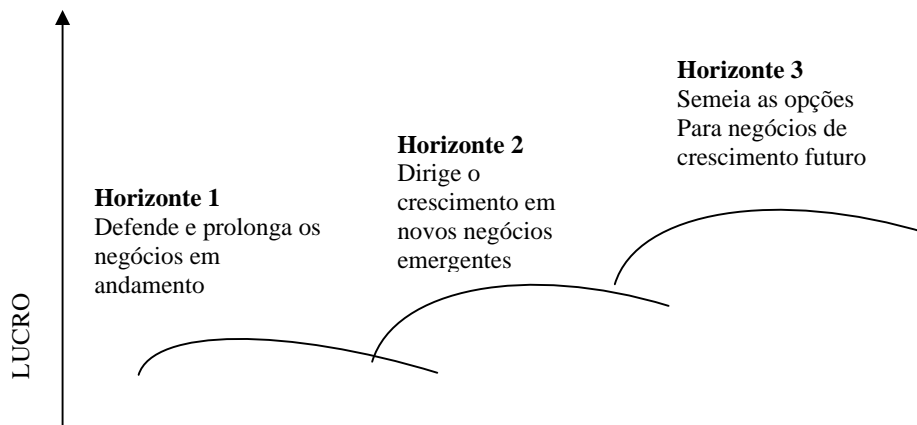 Horizonte 3
Semeia as opções
Para negócios de
crescimento futuro
Horizonte 2
Dirige o
crescimento em
novos negócios
emergentes
Horizonte 1
Defende e prolonga os
negócios em
andamento
LUCRO